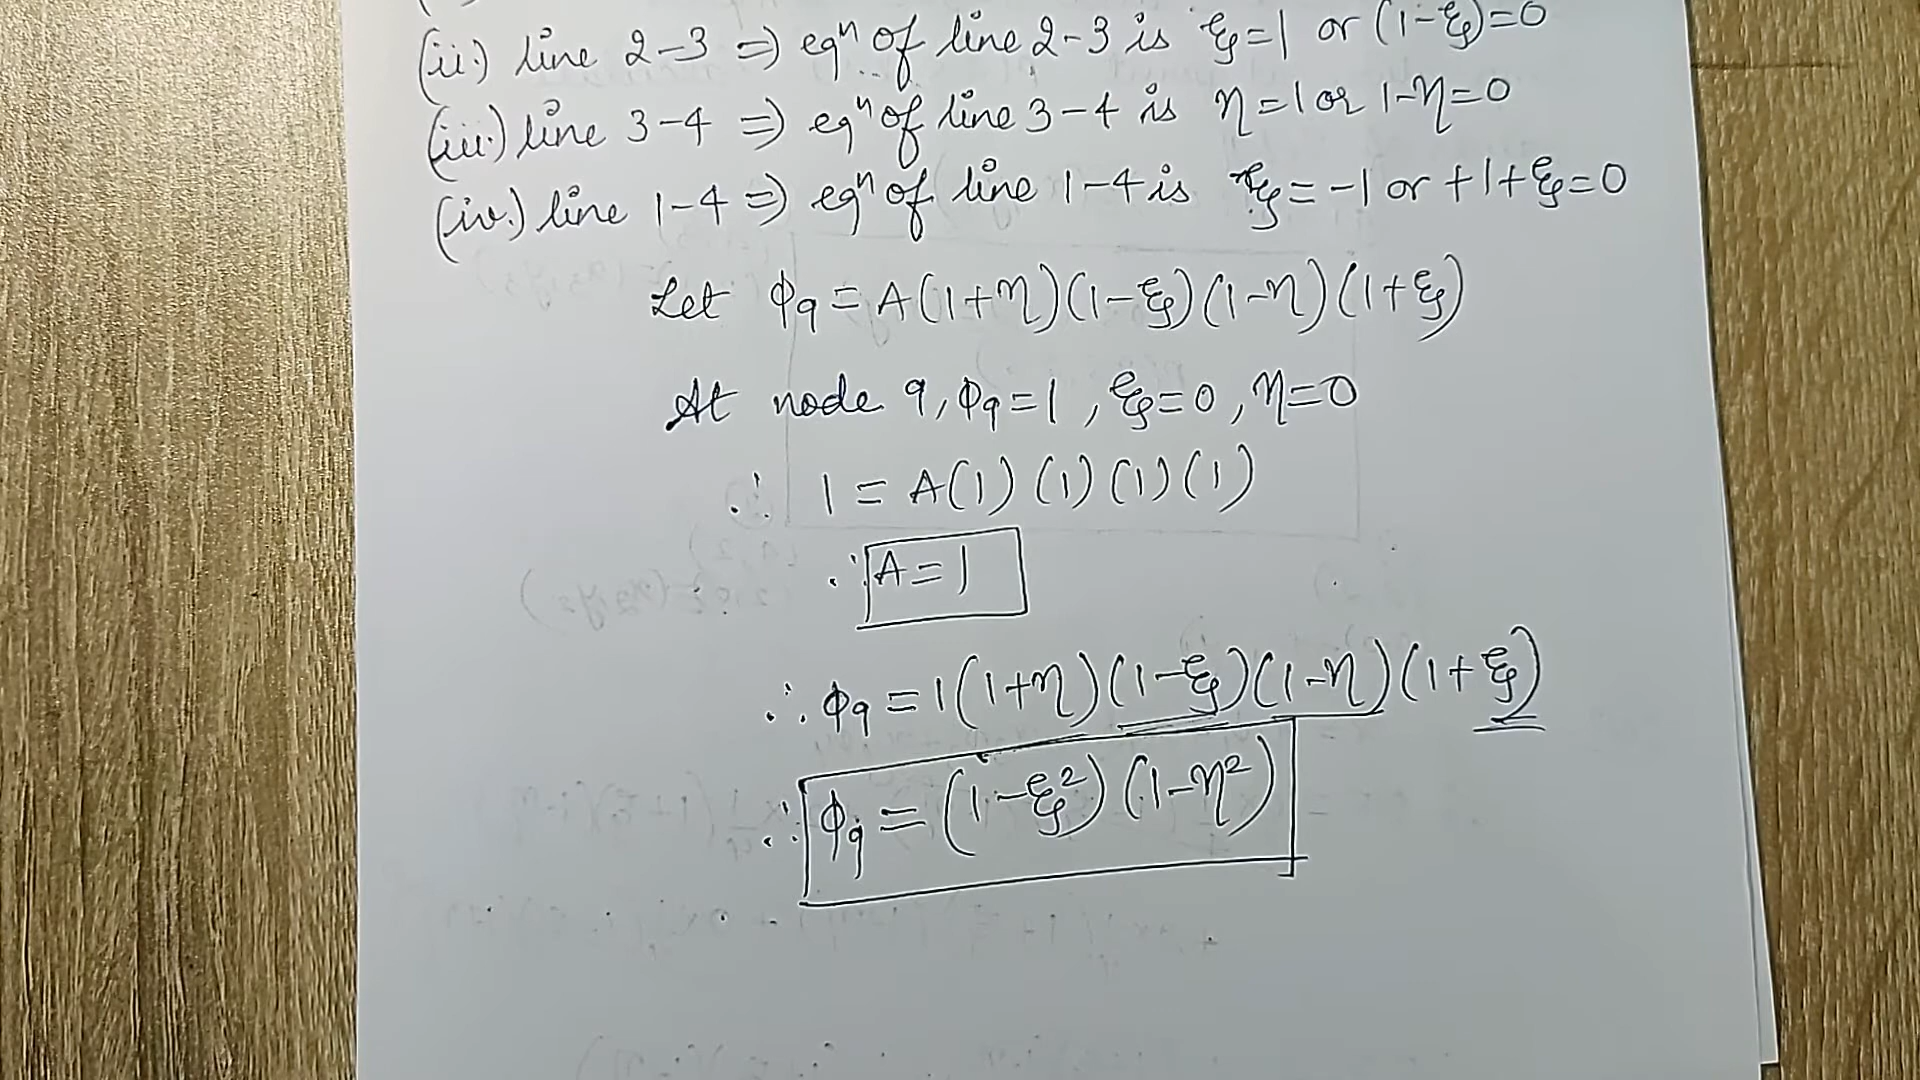 (ii.) line 2-3 ⇒ eqⁿ of line 2-3 is ξ=1 or (1-ξ)=0
(iii.) line 3-4 ⇒ eqⁿ of line 3-4 is η=1 or 1-η=0
(iv.) line 1-4 ⇒ eqⁿ of line 1-4 is ξ=-1 or +1+ξ=0
Let ϕ₉ = A(1+η)(1-ξ)(1-η)(1+ξ)
At node 9, ϕ₉=1, ξ=0, η=0
∴ 1 = A(1)(1)(1)(1)
∴ A=1
∴ ϕ₉ = 1(1+η)(1-ξ)(1-η)(1+ξ)
∴ ϕ₉ = (1-ξ²)(1-η²)